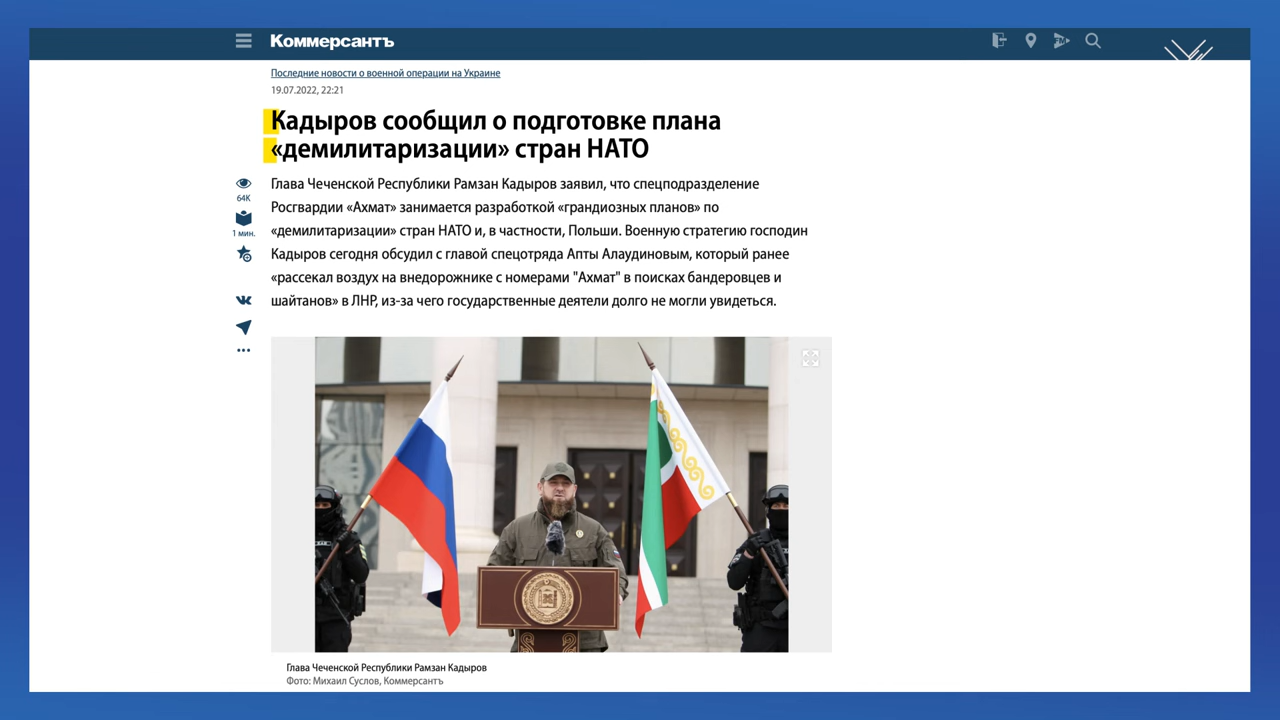 Коммерсантъ
FM
Последние новости о военной операции на Украине
19.07.2022, 22:21
Кадыров сообщил о подготовке плана
«демилитаризации» стран НАТО
64K
1 мин.
Глава Чеченской Республики Рамзан Кадыров заявил, что спецподразделение
Росгвардии «Ахмат» занимается разработкой «грандиозных планов» по
«демилитаризации» стран НАТО и, в частности, Польши. Военную стратегию господин
Кадыров сегодня обсудил с главой спецотряда Апты Алаудиновым, который ранее
«рассекал воздух на внедорожнике с номерами "Ахмат" в поисках бандеровцев и
шайтанов» в ЛНР, из-за чего государственные деятели долго не могли увидеться.
Глава Чеченской Республики Рамзан Кадыров
Фото: Михаил Суслов, Коммерсантъ